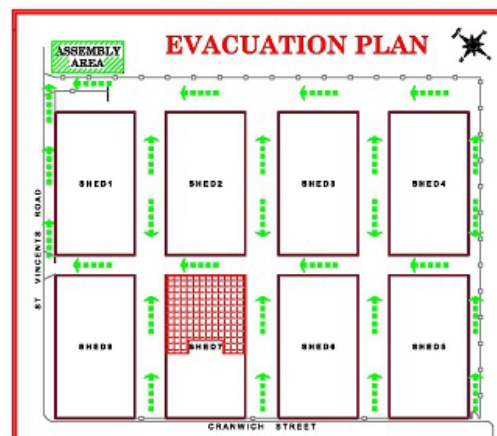 ASSEMBLY
AREA
EVACUATION PLAN
SHED1
SHED2
SHED3
SHED4
ST VINCENTS ROAD
SHED8
SHED7
SHED6
SHED5
CRANWICH STREET